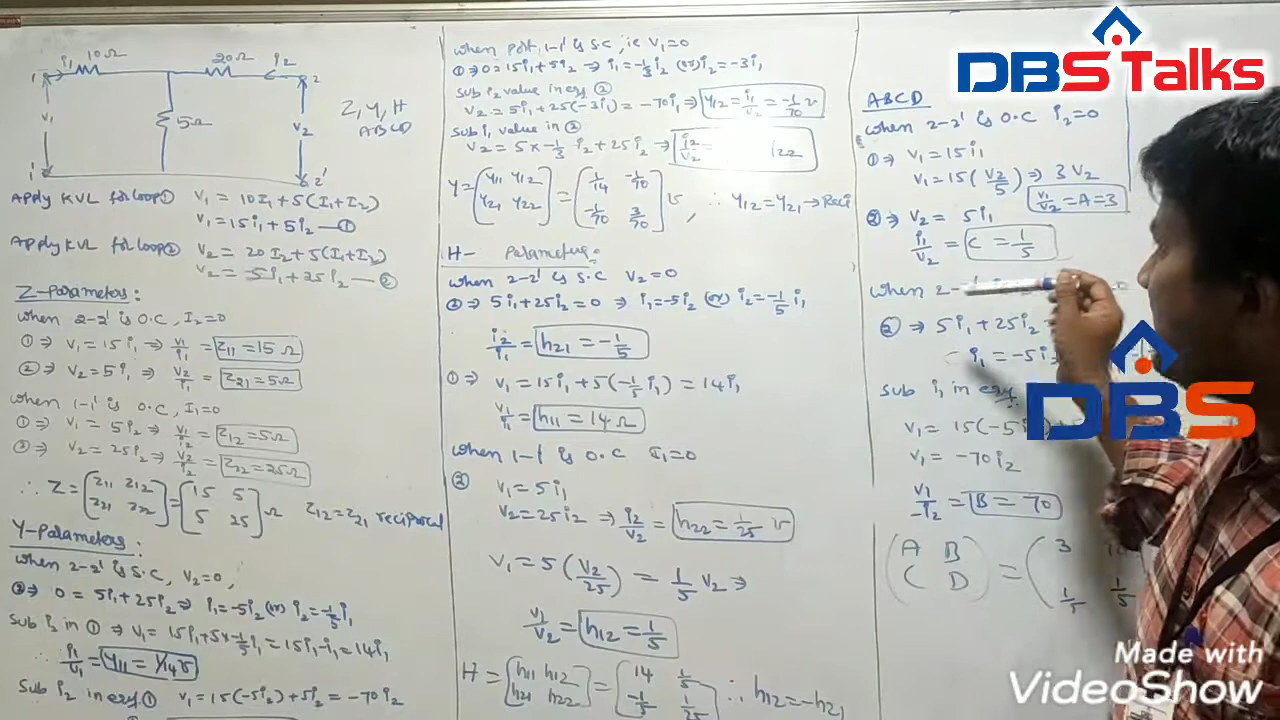 i1 10Ω 20Ω i2
1 2
V1 5Ω V2
Z, Y, H
ABCD
1' 2'
Apply KVL for loop① V1 = 10I1+5(I1+I2)
V1 = 15i1+5i2 —①
Apply KVL for loop② V2 = 20I2+5(I1+I2)
V2 = 5i1+25i2 —②
Z-Parameters:
when 2-2' is O.C, I2=0
①⇒ V1 = 15i1 ⇒ V1/i1 = Z11 = 15Ω
②⇒ V2 = 5i1 ⇒ V2/i1 = Z21 = 5Ω
when 1-1' is O.C, I1=0
①⇒ V1 = 5i2 ⇒ V1/i2 = Z12 = 5Ω
②⇒ V2 = 25i2 ⇒ V2/i2 = Z22 = 25Ω
∴ Z = (Z11 Z12 = [15 5
Z21 Z22) 5 25] Ω Z12=Z21 reciprocal
Y-Parameters:
when 2-2' is S.C, V2=0,
②⇒ 0 = 5i1+25i2 ⇒ i1=-5i2 (or) i2=-1/5 i1
Sub i2 in ① ⇒ V1 = 15i1+5×-1/5 i1 = 15i1-i1 = 14i1
∴ i1/V1 = Y11 = 1/14 ℧
Sub i2 in eqn ① V1 = 15(-5i2)+5i2 = -70i2
when port 1-1' is S.C, ie V1=0
①⇒ 0=15i1+5i2 ⇒ i1=-1/3 i2 (or) i2=-3i1
Sub i2 value in eqn ②
V2 = 5i1+25(-3i1) = -70i1 ⇒ Y12 = i1/V2 = -1/70 ℧
Sub i1 value in ②
V2 = 5×-1/3 i2+25i2 ⇒ i2/V2 =
Y = (Y11 Y12 = [1/14 -1/70
Y21 Y22) -1/70 3/70] ℧, ∴ Y12=Y21→Reci
H- Parameters:
when 2-2' is S.C V2=0
②⇒ 5i1+25i2=0 ⇒ i1=-5i2 (or) i2=-1/5 i1
i2/i1 = h21 = -1/5
①⇒ V1 = 15i1+5(-1/5 i1) = 14i1
V1/i1 = h11 = 14Ω
when 1-1' is O.C I1=0
V1 = 5i2
V2 = 25i2 ⇒ i2/V2 = h22 = 1/25 ℧
V1 = 5(V2/25) = 1/5 V2 ⇒
V1/V2 = h12 = 1/5
H = [h11 h12 = [14 1/5
h21 h22] -1/5 1/25] ∴ h12=-h21
DBS Talks
ABCD
when 2-2' is O.C i2=0
①⇒ V1 = 15i1
V1 = 15(V2/5) ⇒ 3V2
V1/V2 = A = 3
②⇒ V2 = 5i1
i1/V2 = C = 1/5
when 2-
②⇒ 5i1+25i2
i1 = -5i2
Sub i1 in eqn
V1 = 15(-5i2)+5
V1 = -70i2
V1/-i2 = B = 70
(A B = (3
C D) 1/5
DBS
Made with
VideoShow